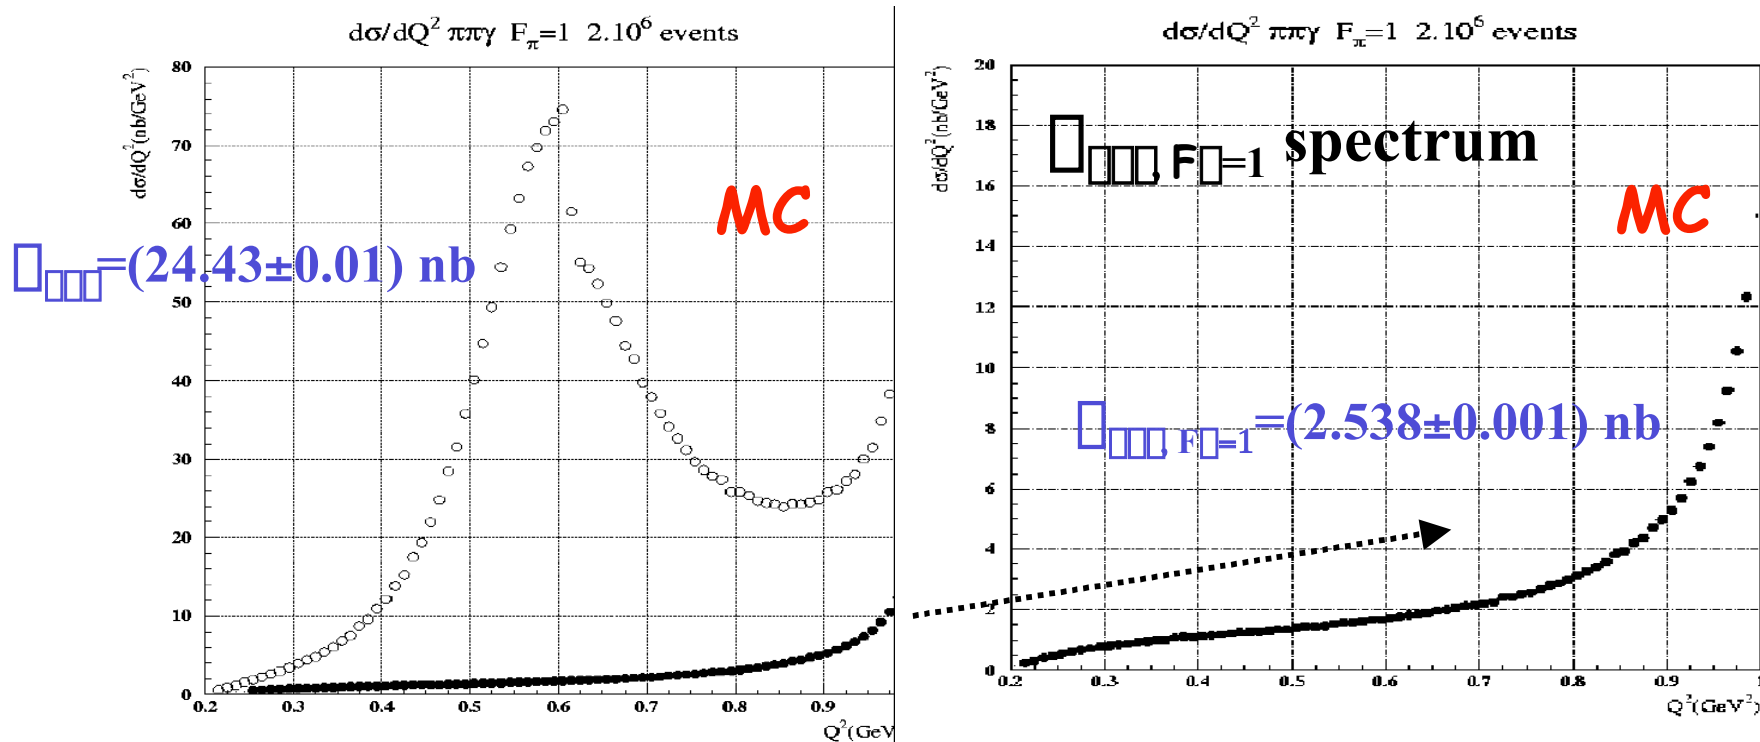 dσ/dQ² ππγ F_π=1 2.10⁶ events
dσ/dQ²(nb/GeV²)
80
70
60
50
40
30
20
10
0
MC
□□□□=(24.43±0.01) nb
0.2 0.3 0.4 0.5 0.6 0.7 0.8 0.9
Q²(GeV
dσ/dQ² ππγ F_π=1 2.10⁶ events
dσ/dQ²(nb/GeV²)
20
18
16
14
12
10
8
6
4
2
0
□□□□, F□=1 spectrum
MC
□□□□, F□=1=(2.538±0.001) nb
0.2 0.3 0.4 0.5 0.6 0.7 0.8 0.9 1
Q²(GeV²)